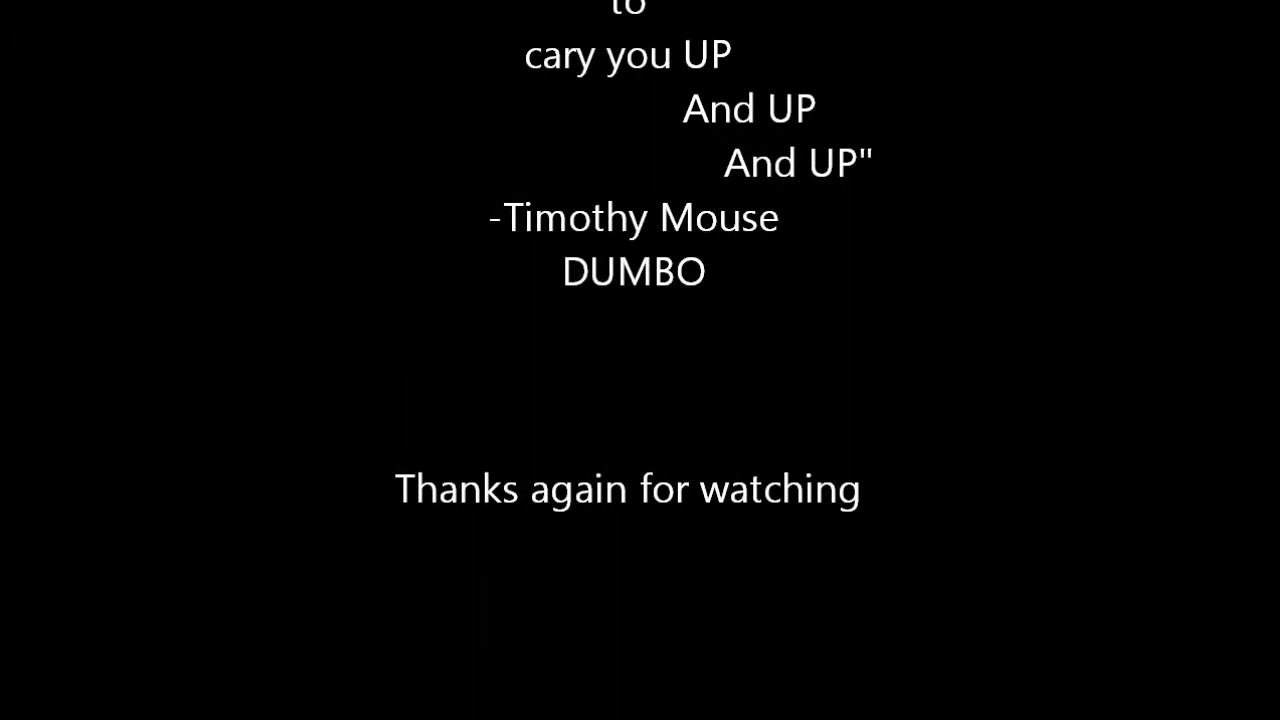 to
cary you UP
And UP
And UP"
-Timothy Mouse
DUMBO
Thanks again for watching